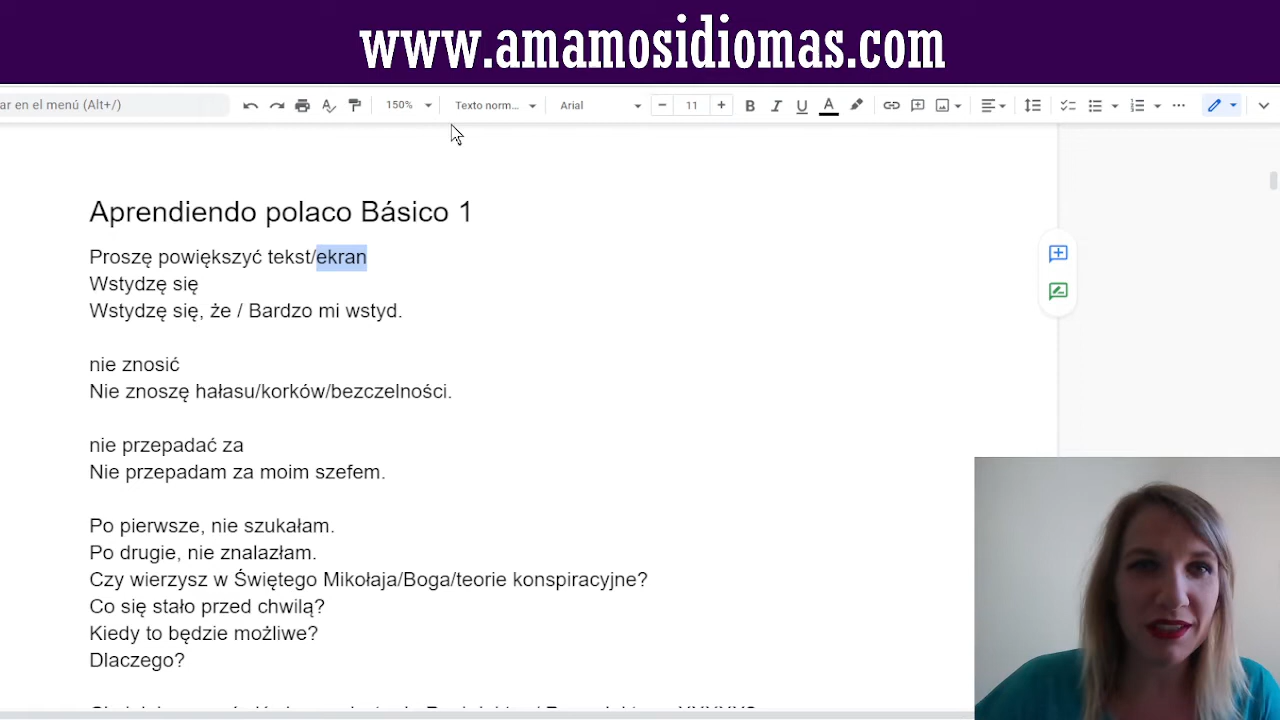 www.amamosidiomas.com
ar en el menú (Alt+/)
150%
Texto norm...
Arial
11
Aprendiendo polaco Básico 1
Proszę powiększyć tekst/ekran
Wstydzę się
Wstydzę się, że / Bardzo mi wstyd.
nie znosić
Nie znoszę hałasu/korków/bezczelności.
nie przepadać za
Nie przepadam za moim szefem.
Po pierwsze, nie szukałam.
Po drugie, nie znalazłam.
Czy wierzysz w Świętego Mikołaja/Boga/teorie konspiracyjne?
Co się stało przed chwilą?
Kiedy to będzie możliwe?
Dlaczego?